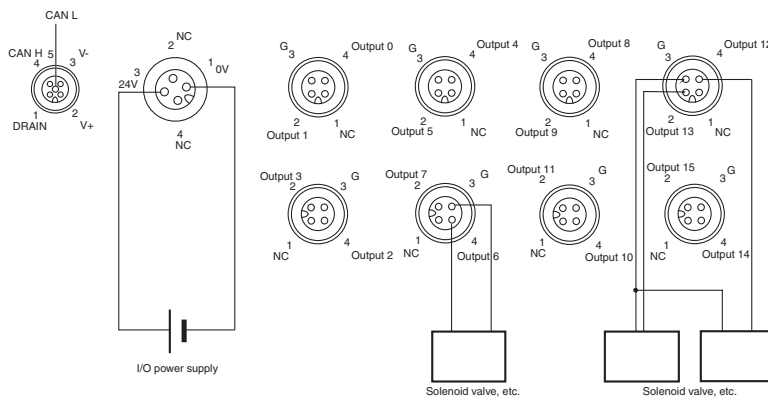 CAN L
CAN H 5 V-
4 3
1 2
DRAIN V+
NC
2
3 1 0V
24V
4
NC
I/O power supply
G 3 4 Output 0
2 1
Output 1 NC
G 3 4 Output 4
2 1
Output 5 NC
G 3 4 Output 8
2 1
Output 9 NC
G 3 4 Output 12
2 1
Output 13 NC
Output 3 G
2 3
1 4
NC Output 2
Output 7 G
2 3
1 4
NC Output 6
Output 11 G
2 3
1 4
NC Output 10
Output 15 G
2 3
1 4
NC Output 14
Solenoid valve, etc.
Solenoid valve, etc.